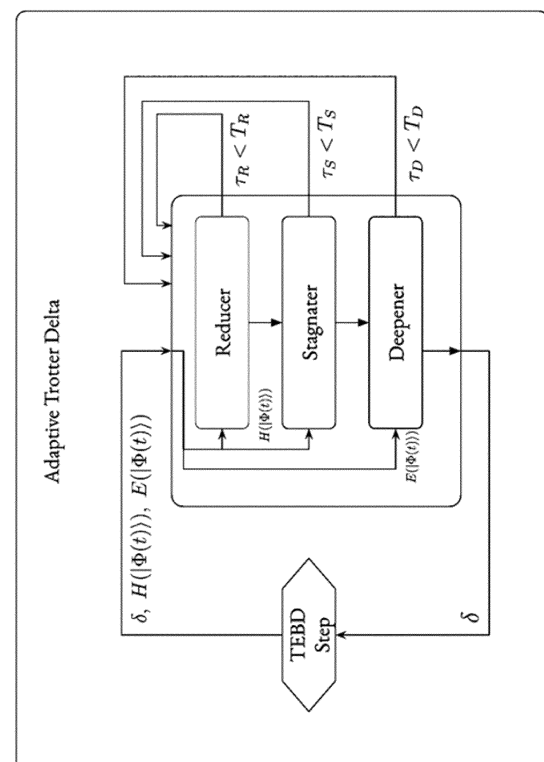 Adaptive Trotter Delta
δ, H(|Φ(t)⟩), E(|Φ(t)⟩)
TEBD
Step
δ
Reducer
Stagnater
Deepener
H(|Φ(t)⟩)
E(|Φ(t)⟩)
τ_R < T_R
τ_S < T_S
τ_D < T_D